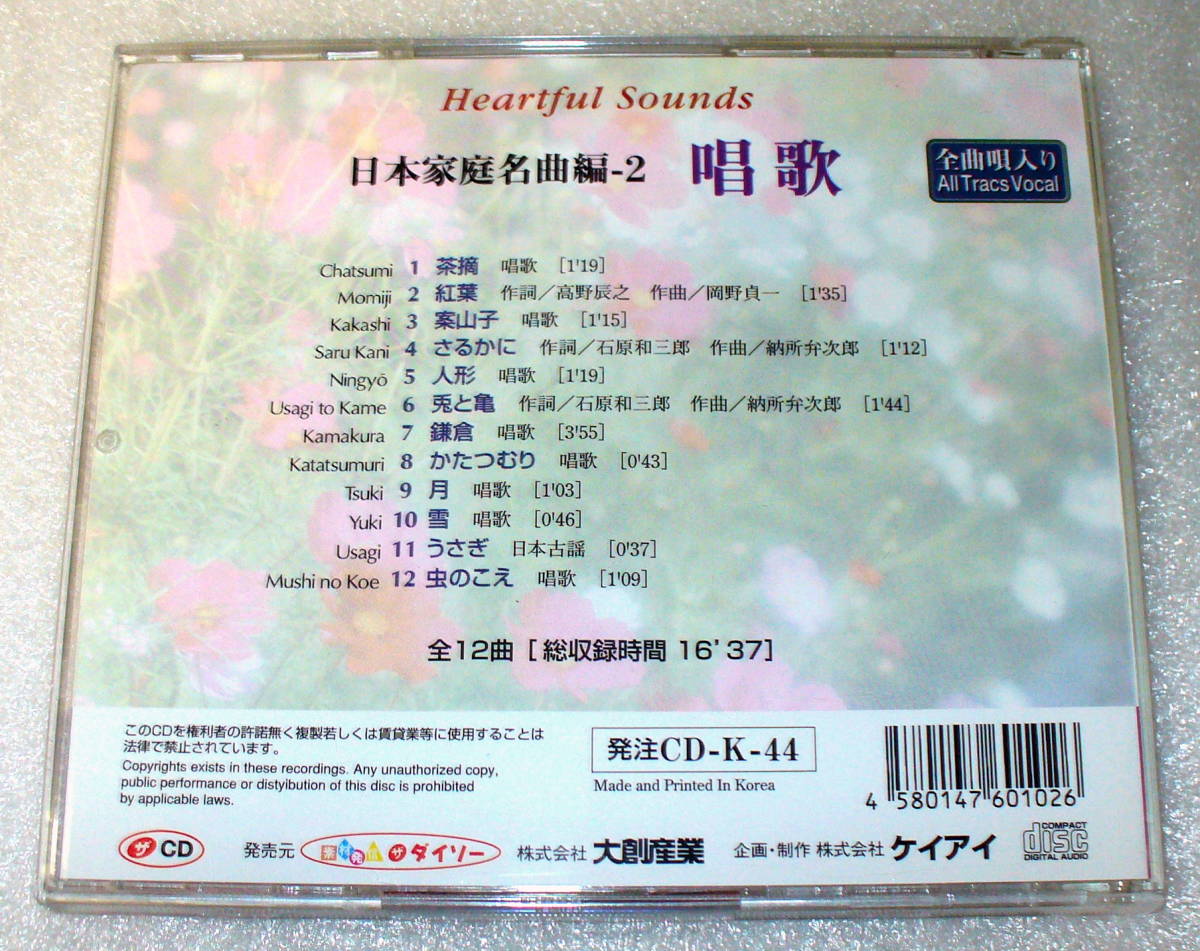 Heartful Sounds
日本家庭名曲編-2 唱歌
全曲唄入り
All Tracs Vocal
Chatsumi 1 茶摘 唱歌 [1'19]
Momiji 2 紅葉 作詞／高野辰之 作曲／岡野貞一 [1'35]
Kakashi 3 案山子 唱歌 [1'15]
Saru Kani 4 さるかに 作詞／石原和三郎 作曲／納所弁次郎 [1'12]
Ningyō 5 人形 唱歌 [1'19]
Usagi to Kame 6 兎と亀 作詞／石原和三郎 作曲／納所弁次郎 [1'44]
Kamakura 7 鎌倉 唱歌 [3'55]
Katatsumuri 8 かたつむり 唱歌 [0'43]
Tsuki 9 月 唱歌 [1'03]
Yuki 10 雪 唱歌 [0'46]
Usagi 11 うさぎ 日本古謡 [0'37]
Mushi no Koe 12 虫のこえ 唱歌 [1'09]
全12曲 [総収録時間 16'37]
このCDを権利者の許諾無く複製若しくは賃貸業等に使用することは
法律で禁止されています。
Copyrights exists in these recordings. Any unauthorized copy,
public performance or distyibution of this disc is prohibited
by applicable laws.
発注CD-K-44
Made and Printed In Korea
4 580147 601026
ザ CD
発売元 素材発血 ザ ダイソー 株式会社 大創産業 企画・制作 株式会社 ケイアイ
COMPACT
disc
DIGITAL AUDIO